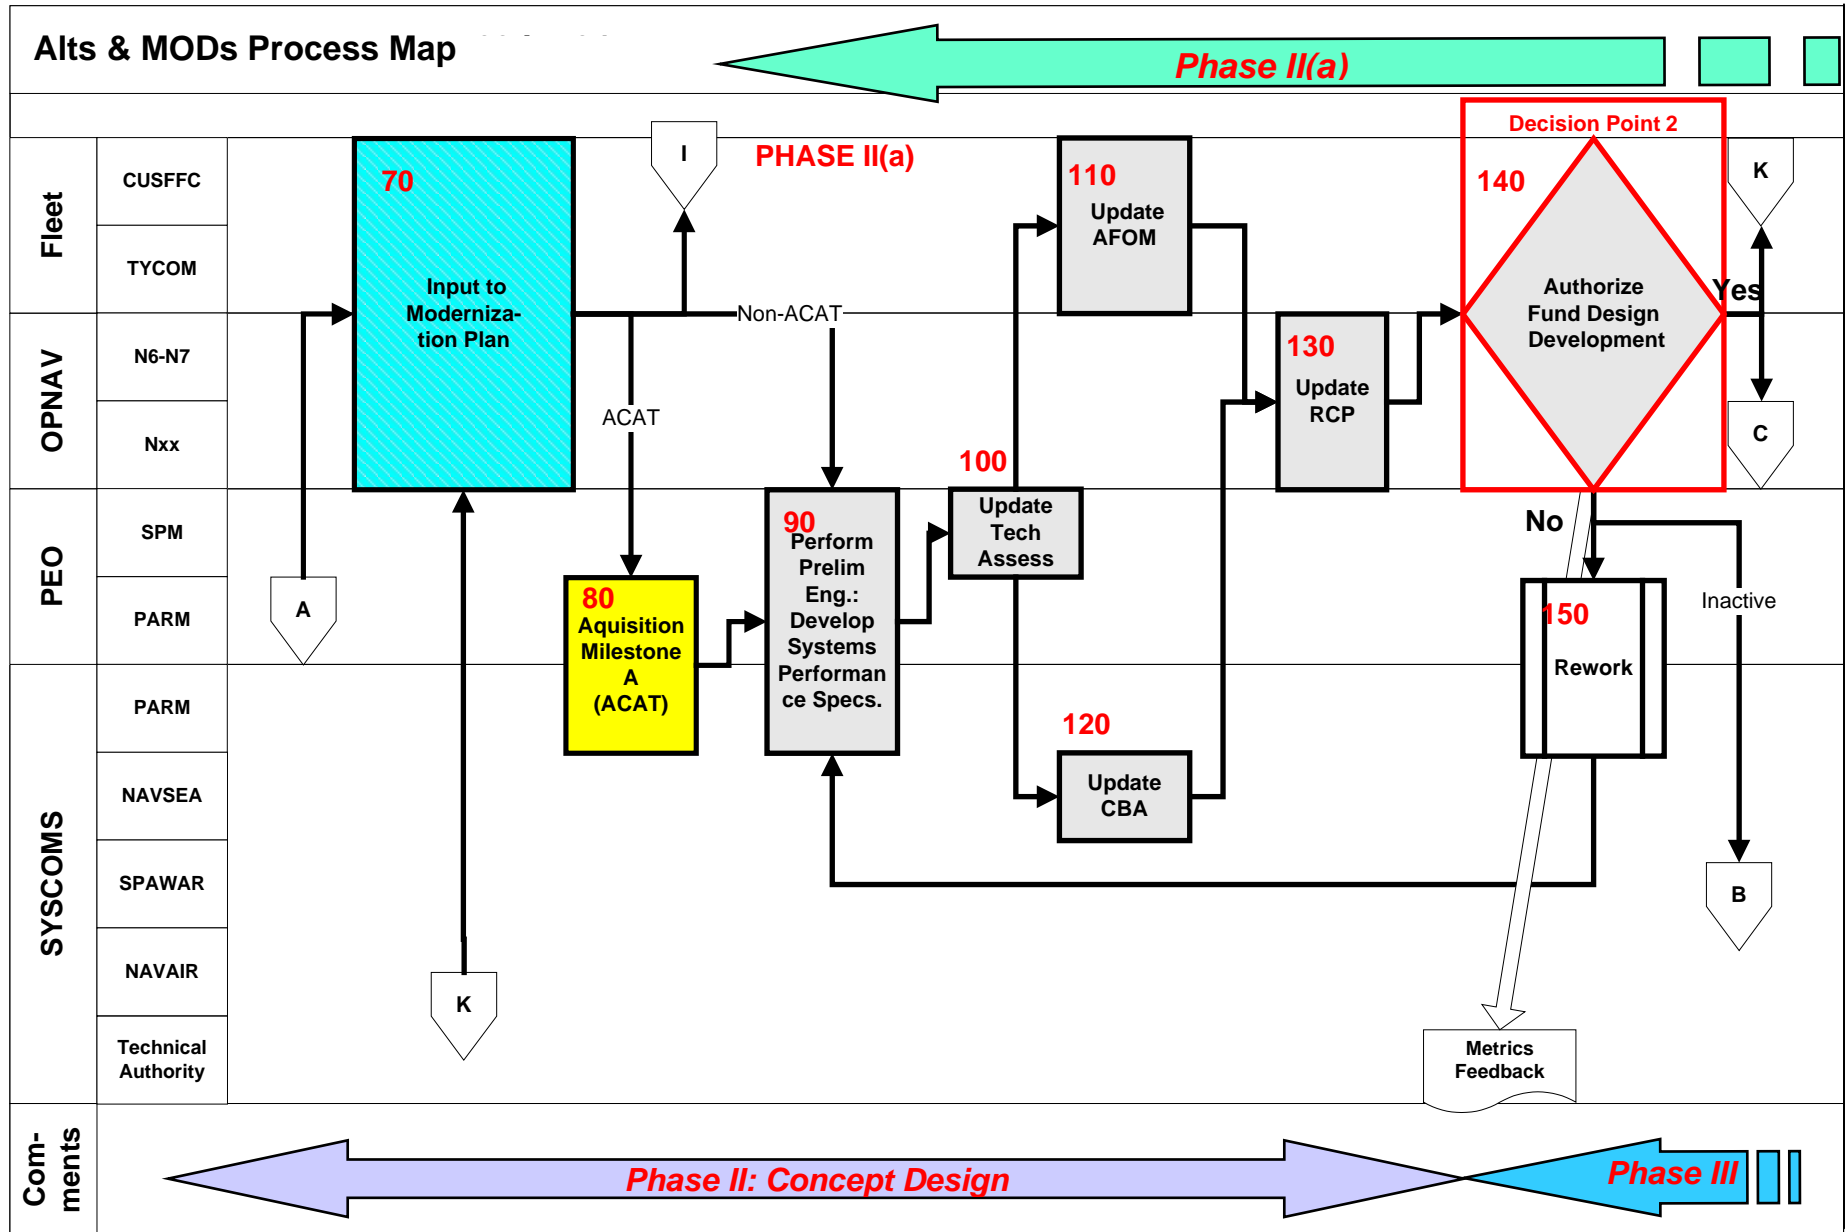 Alts & MODs Process Map
Phase II(a)
Fleet
CUSFFC
TYCOM
OPNAV
N6-N7
Nxx
PEO
SPM
PARM
SYSCOMS
PARM
NAVSEA
SPAWAR
NAVAIR
Technical
Authority
Com-
ments
A
70
Input to
Moderniza-
tion Plan
K
I
PHASE II(a)
Non-ACAT
ACAT
80
Aquisition
Milestone
A
(ACAT)
90
Perform
Prelim
Eng.:
Develop
Systems
Performan
ce Specs.
100
Update
Tech
Assess
110
Update
AFOM
120
Update
CBA
130
Update
RCP
Decision Point 2
140
Authorize
Fund Design
Development
Yes
K
C
No
150
Rework
Inactive
B
Metrics
Feedback
Phase II: Concept Design
Phase III